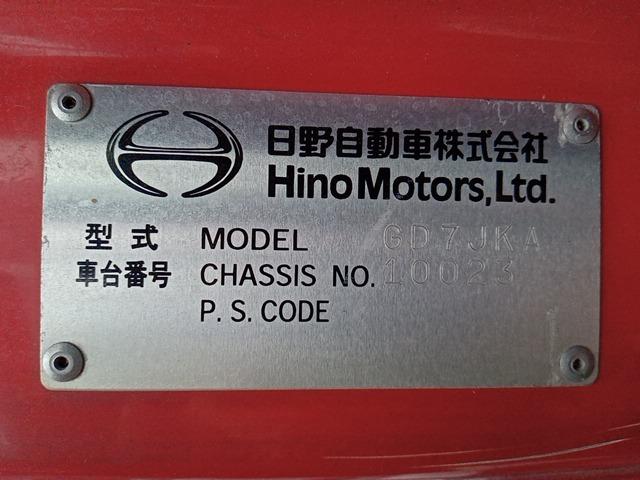 日野自動車株式会社
Hino Motors, Ltd.
型式 MODEL GD7JKA
車台番号 CHASSIS NO. 10023
P. S. CODE